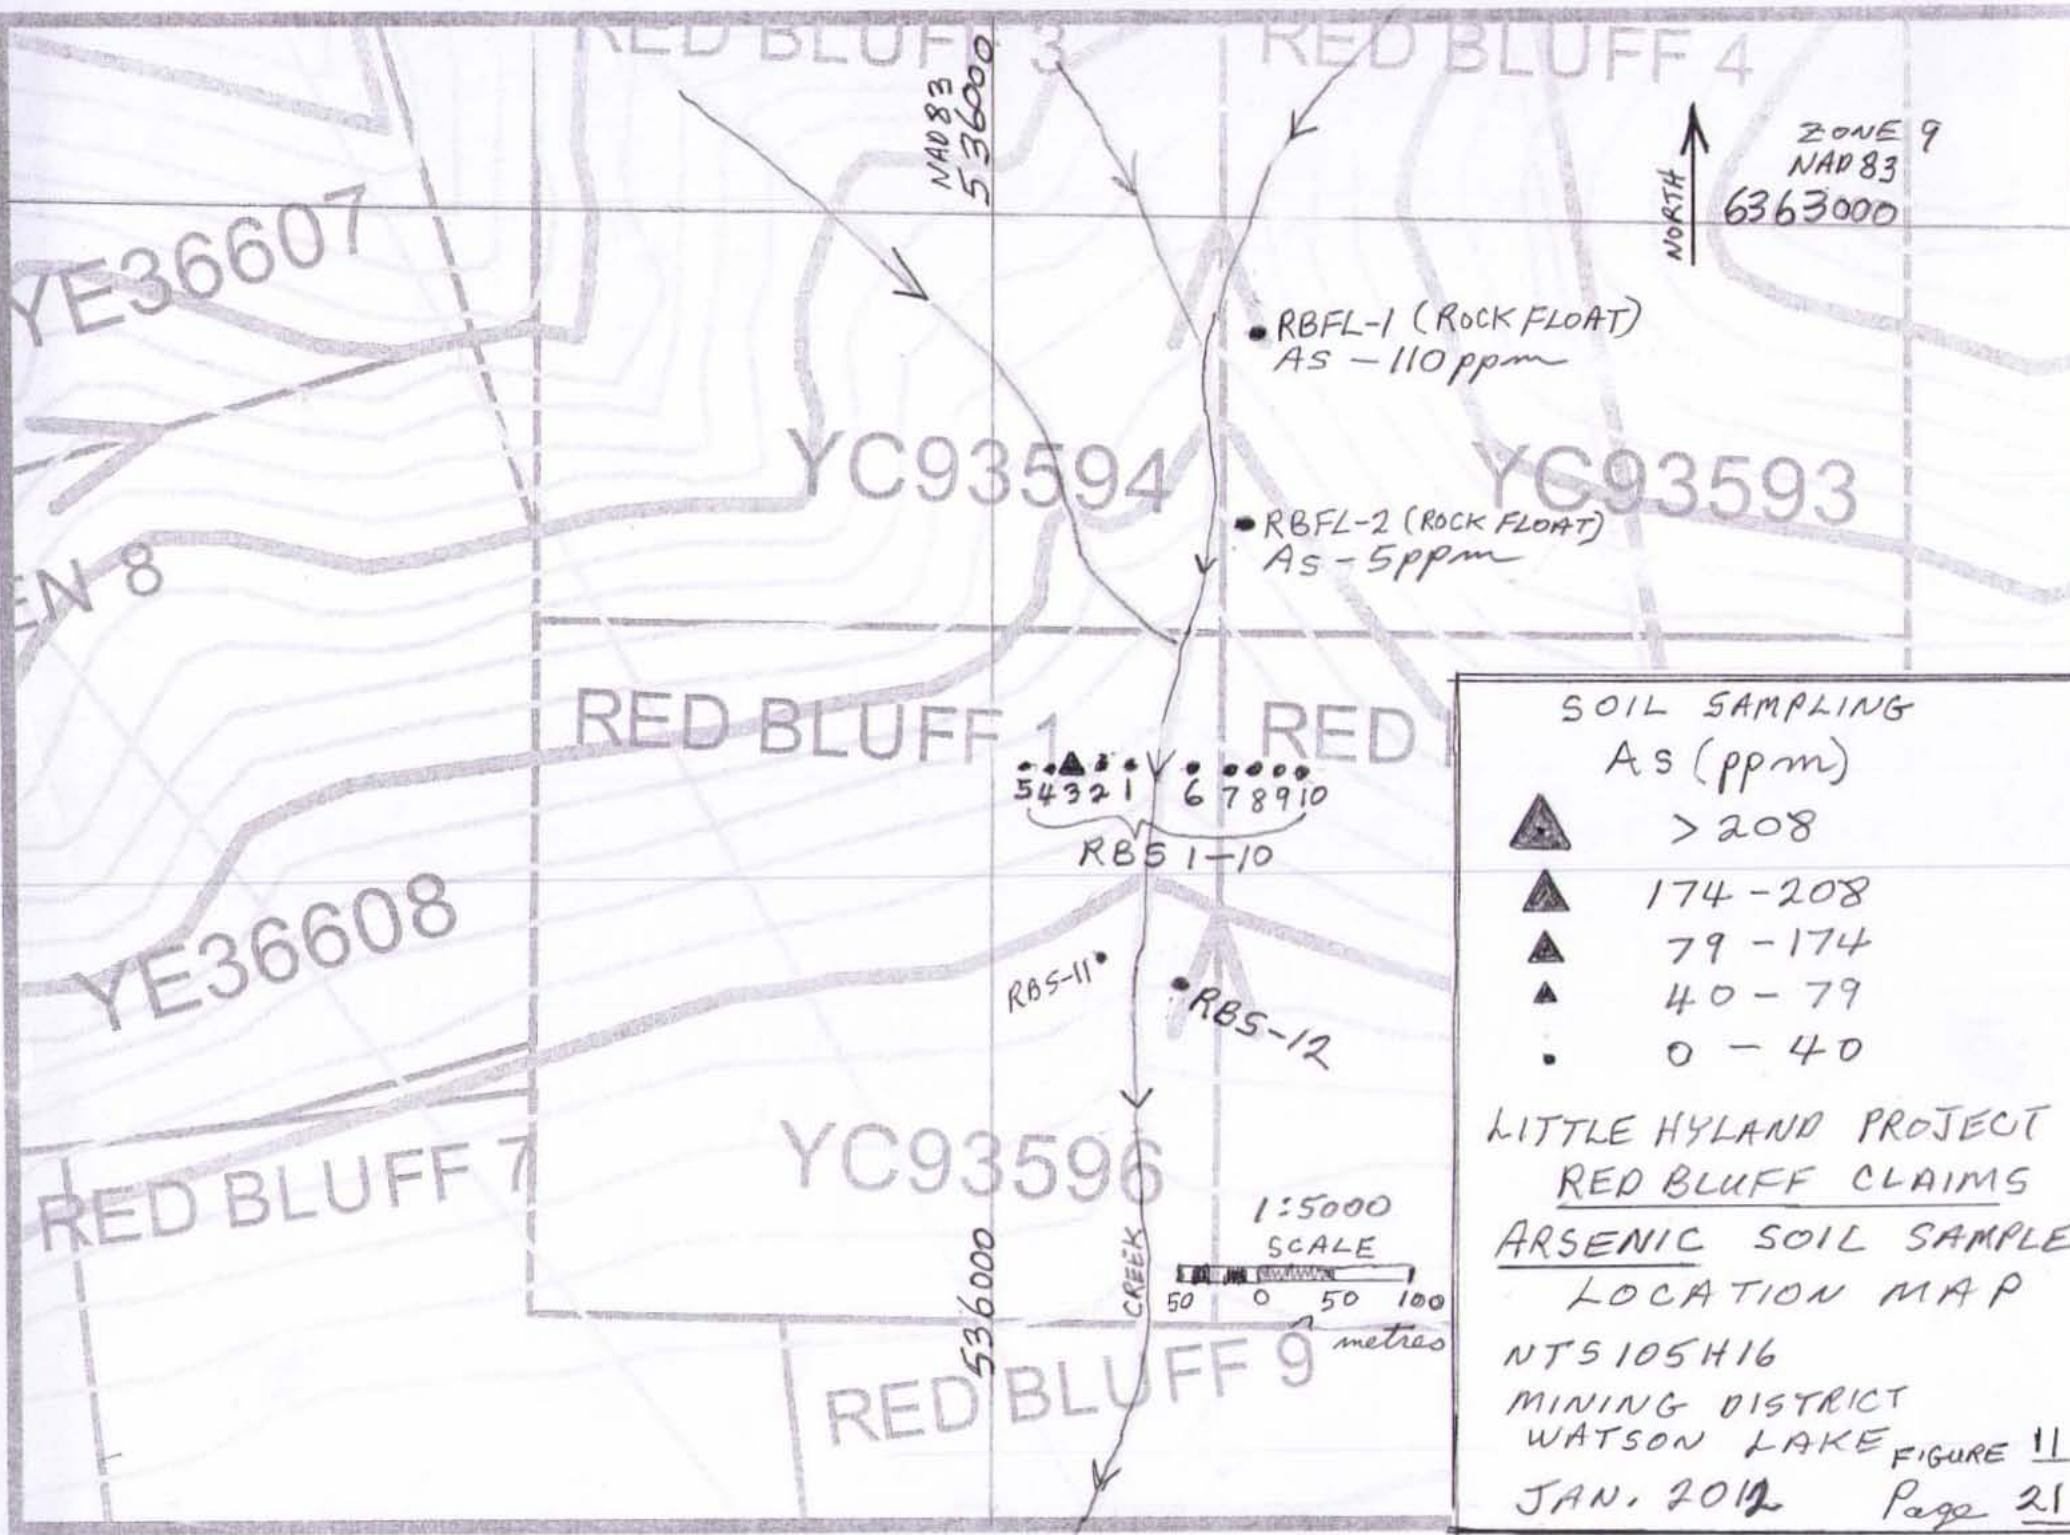 RED BLUFF 3
RED BLUFF 4
NAD 83
536000
NORTH
ZONE 9
NAD 83
6363000
YE36607
RBFL-1 (ROCK FLOAT)
AS - 110 ppm
YC93594
YC93593
RBFL-2 (ROCK FLOAT)
AS - 5 ppm
EN 8
RED BLUFF 1
RED
5 4 3 2 1 6 7 8 9 10
RBS 1-10
YE36608
RBS-11
RBS-12
RED BLUFF 7
YC93596
536000
CREEK
1:5000
SCALE
50 0 50 100
metres
RED BLUFF 9
SOIL SAMPLING
AS (ppm)
> 208
174 - 208
79 - 174
40 - 79
0 - 40
LITTLE HYLAND PROJECT
RED BLUFF CLAIMS
ARSENIC SOIL SAMPLE
LOCATION MAP
NTS 105H16
MINING DISTRICT
WATSON LAKE FIGURE 11
JAN. 2012 Page 21